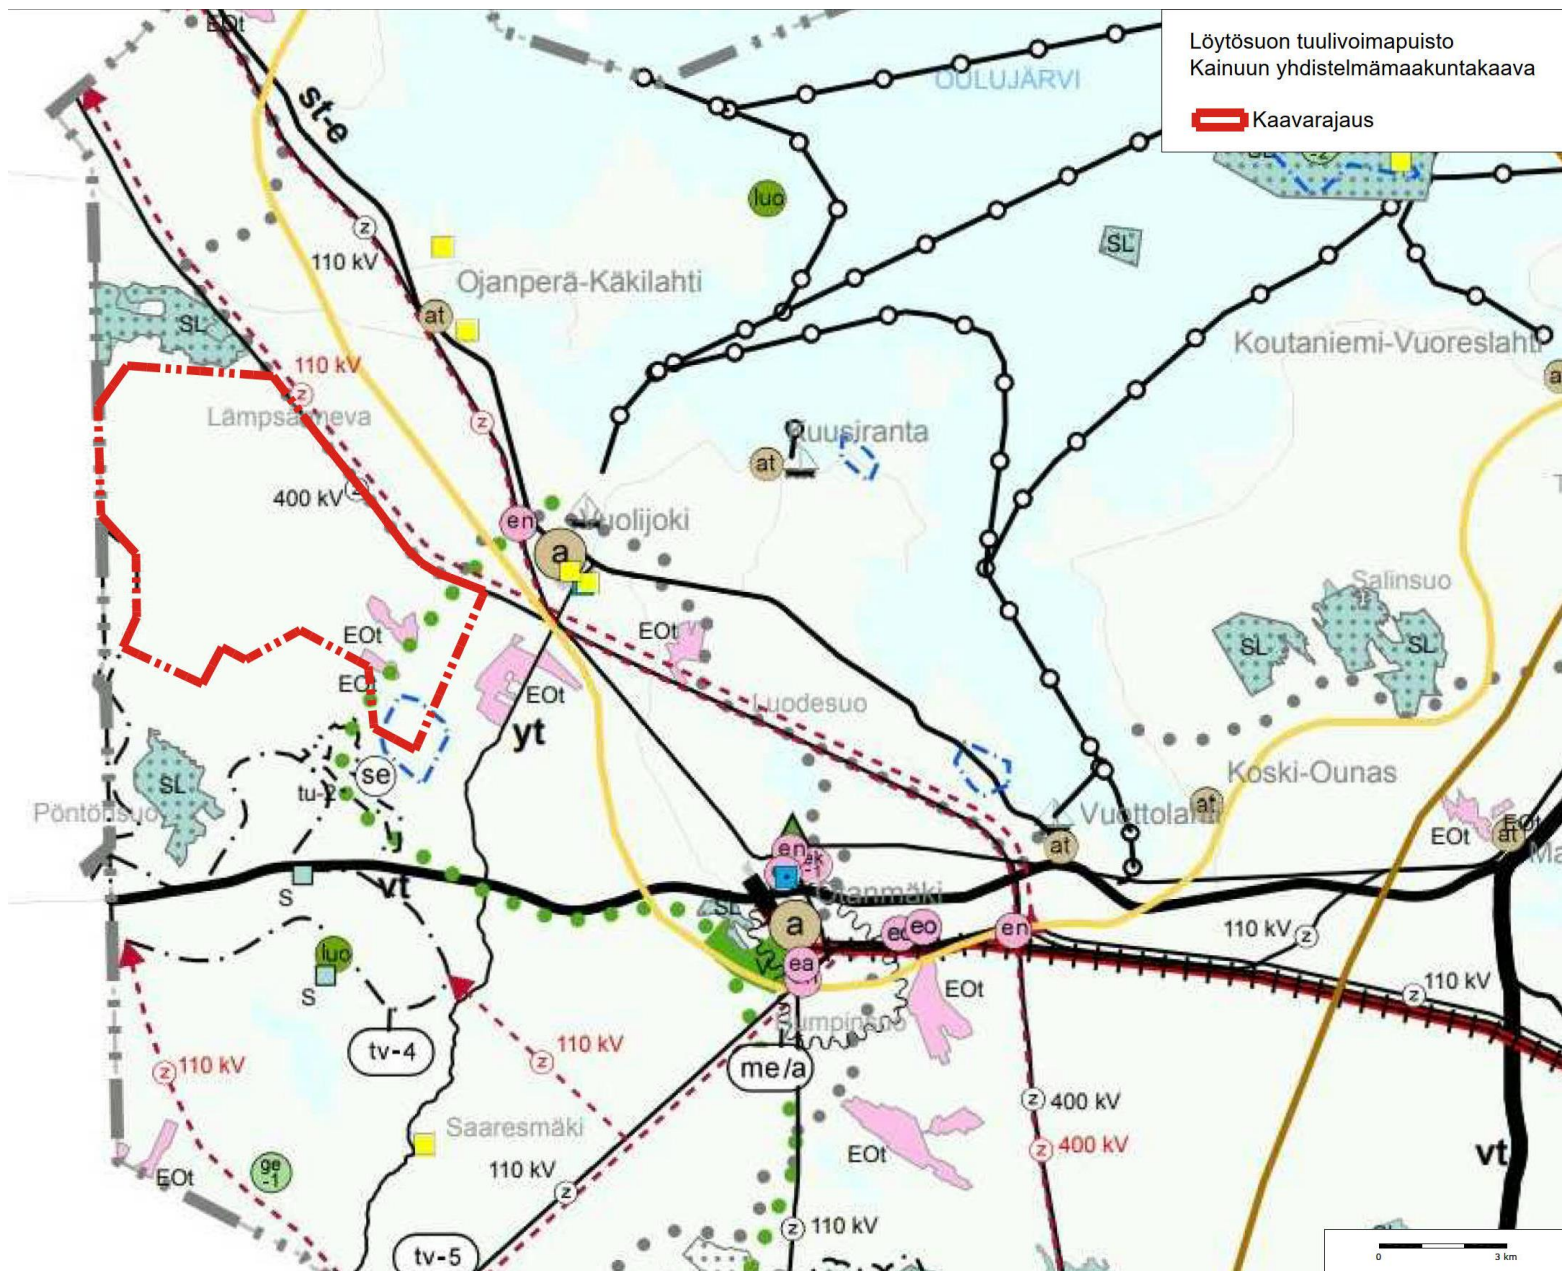 Löytösuon tuulivoimapuisto
Kainuun yhdistelmämaakuntakaava
Kaavarajaus
EOt
st-e
OULUJÄRVI
luo
SL
SL
z
110 kV
Ojanperä-Käkilahti
at
SL
Koutaniemi-Vuoreslahti
110 kV
z
Lämpsänneva
z
Kuusiranta
at
400 kV
en
Vuolijoki
a
Salinsuo
EOt
EOt
SL
SL
EOt
EOt
Luodesuo
yt
se
SL
tu-2
Koski-Ounas
at
Pöntönsuo
Vuottolahti
EOt
at
at
en
S
vt
Otanmäki
SL
a
eo
en
110 kV
z
luo
S
V
ea
EOt
z
110 kV
Humpinsuo
tv-4
z
110 kV
z
110 kV
me/a
z
400 kV
Saaresmäki
EOt
z
400 kV
vt
ge
-1
EOt
110 kV
z
z
110 kV
tv-5
0
3 km